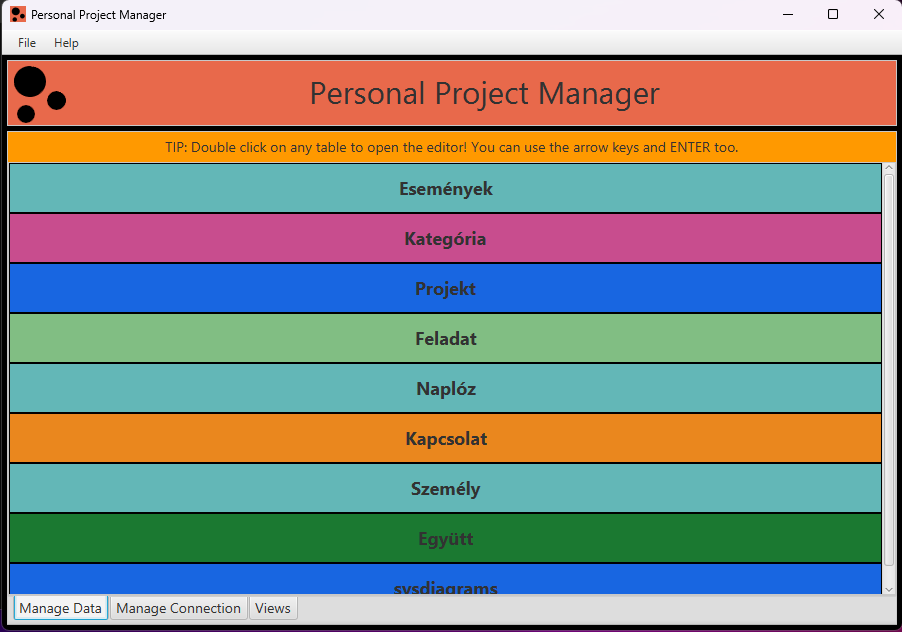 Personal Project Manager
File Help
Personal Project Manager
TIP: Double click on any table to open the editor! You can use the arrow keys and ENTER too.
Események
Kategória
Projekt
Feladat
Naplóz
Kapcsolat
Személy
Együtt
sysdiagrams
Manage Data Manage Connection Views